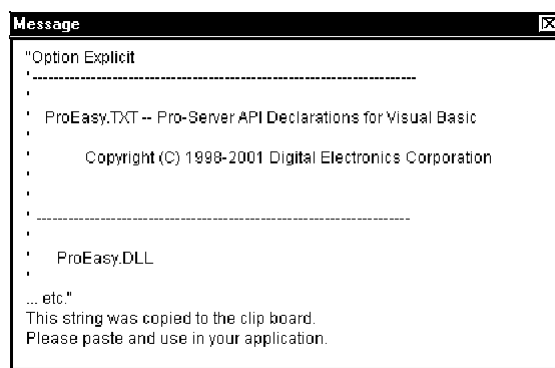 Message
"Option Explicit
'--------------------------------------------------------------------------
'
' ProEasy.TXT -- Pro-Server API Declarations for Visual Basic
'
' Copyright (C) 1998-2001 Digital Electronics Corporation
'
'
' -------------------------------------------------------------------------
'
' ProEasy.DLL
'
... etc."
This string was copied to the clip board.
Please paste and use in your application.